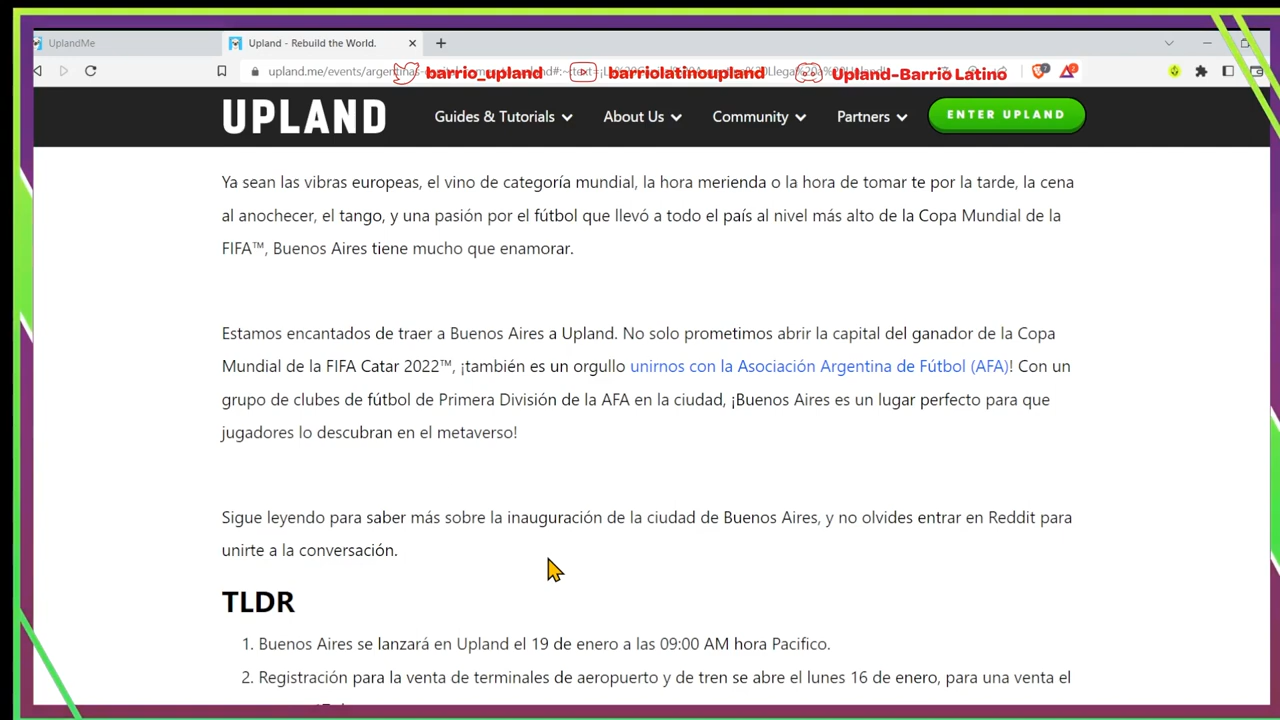 UplandMe
Upland - Rebuild the World.
barrio_upland
barriolatinoupland
Upland-Barrio Latino
UPLAND
Guides & Tutorials
About Us
Community
Partners
ENTER UPLAND
Ya sean las vibras europeas, el vino de categoría mundial, la hora merienda o la hora de tomar te por la tarde, la cena
al anochecer, el tango, y una pasión por el fútbol que llevó a todo el país al nivel más alto de la Copa Mundial de la
FIFA™, Buenos Aires tiene mucho que enamorar.
Estamos encantados de traer a Buenos Aires a Upland. No solo prometimos abrir la capital del ganador de la Copa
Mundial de la FIFA Catar 2022™, ¡también es un orgullo unirnos con la Asociación Argentina de Fútbol (AFA)! Con un
grupo de clubes de fútbol de Primera División de la AFA en la ciudad, ¡Buenos Aires es un lugar perfecto para que
jugadores lo descubran en el metaverso!
Sigue leyendo para saber más sobre la inauguración de la ciudad de Buenos Aires, y no olvides entrar en Reddit para
unirte a la conversación.
TLDR
1. Buenos Aires se lanzará en Upland el 19 de enero a las 09:00 AM hora Pacifico.
2. Registración para la venta de terminales de aeropuerto y de tren se abre el lunes 16 de enero, para una venta el